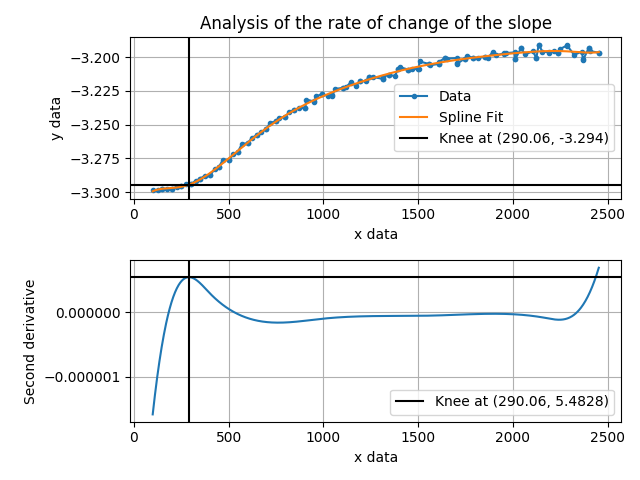 Analysis of the rate of change of the slope
−3.200
−3.225
−3.250
−3.275
−3.300
y data
Data
Spline Fit
Knee at (290.06, -3.294)
0 500 1000 1500 2000 2500
x data
0.000000
−0.000001
Second derivative
Knee at (290.06, 5.4828)
0 500 1000 1500 2000 2500
x data